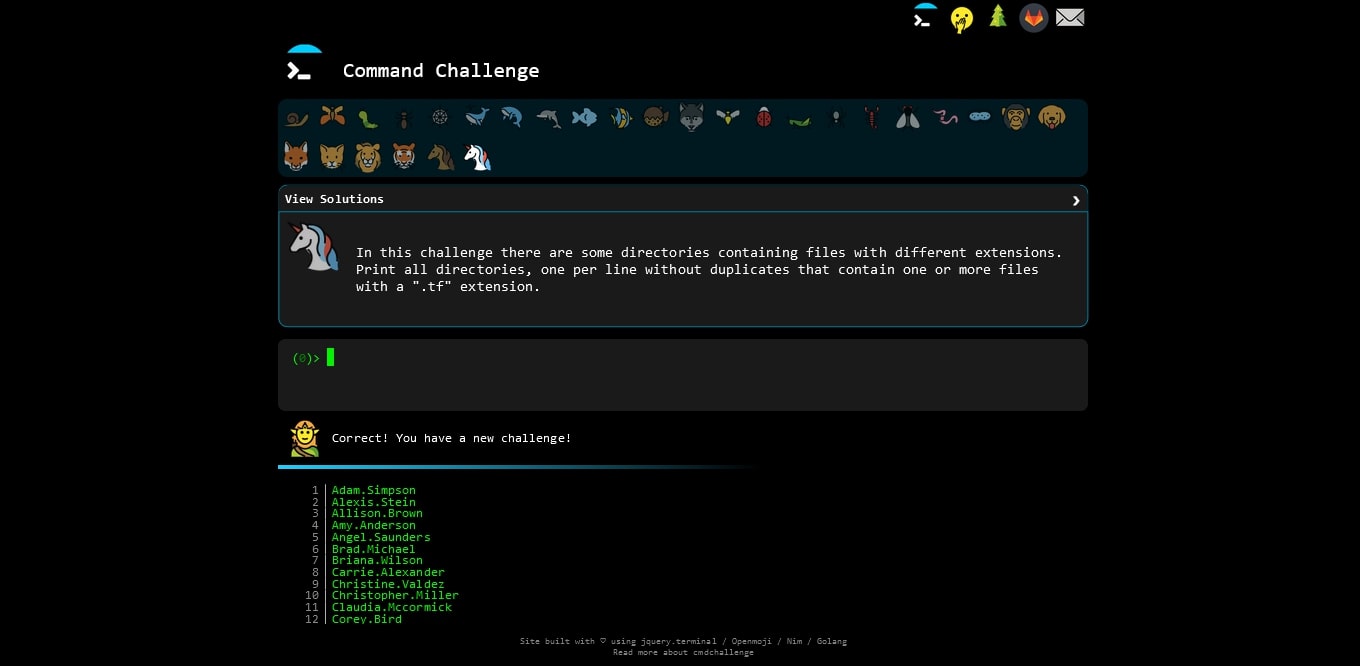 Command Challenge
View Solutions
In this challenge there are some directories containing files with different extensions.
Print all directories, one per line without duplicates that contain one or more files
with a ".tf" extension.
(0)>
Correct! You have a new challenge!
1 Adam.Simpson
2 Alexis.Stein
3 Allison.Brown
4 Amy.Anderson
5 Angel.Saunders
6 Brad.Michael
7 Briana.Wilson
8 Carrie.Alexander
9 Christine.Valdez
10 Christopher.Miller
11 Claudia.Mccormick
12 Corey.Bird
Site built with ♡ using jquery.terminal / Openmoji / Nim / Golang
Read more about cmdchallenge